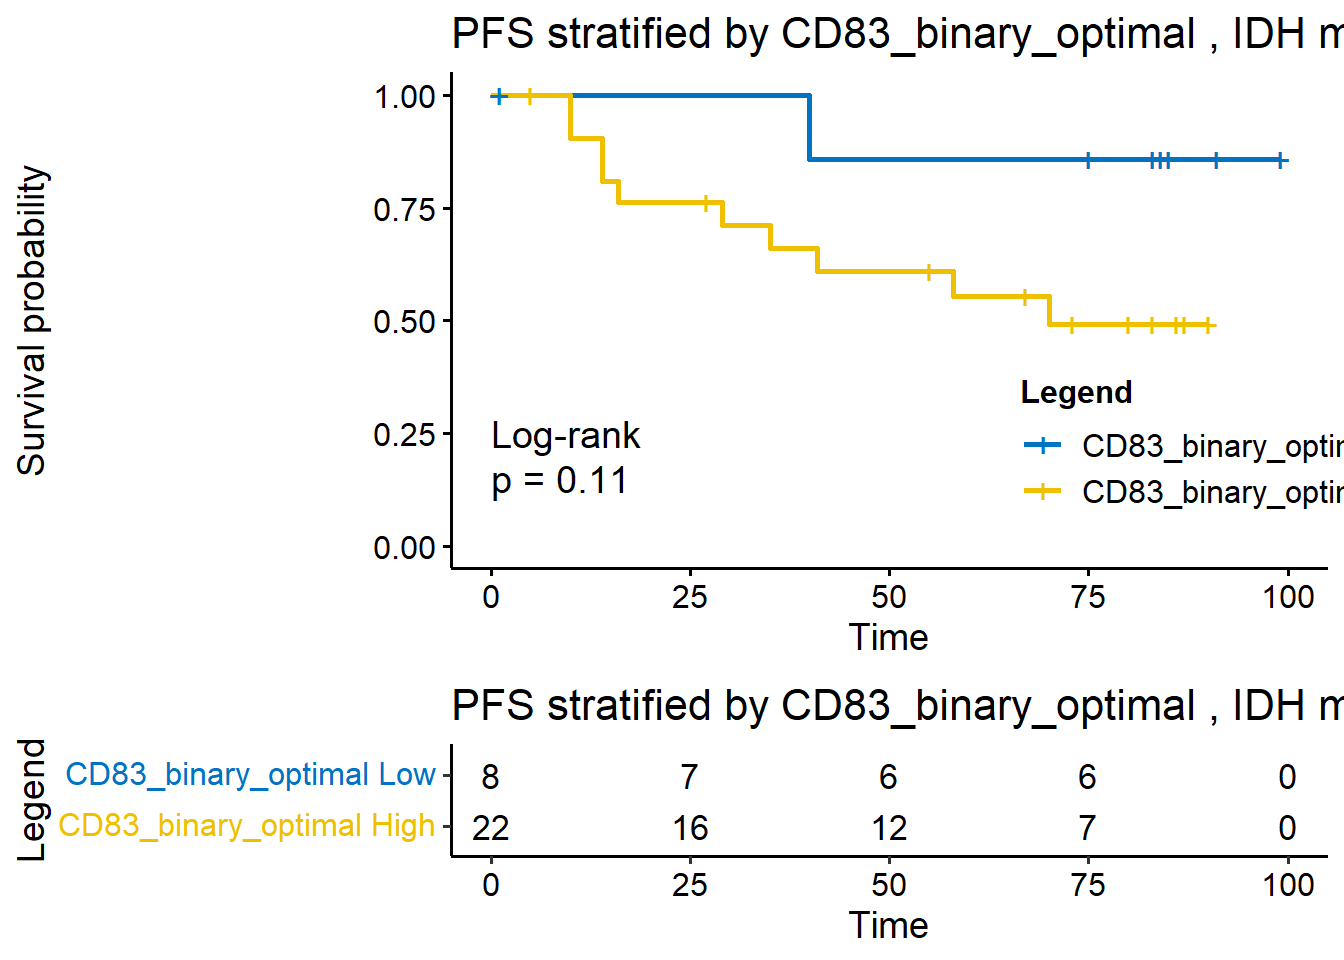 PFS stratified by CD83_binary_optimal , IDH m
Survival probability
1.00
0.75
0.50
0.25
0.00
Log-rank
p = 0.11
Legend
CD83_binary_optim
CD83_binary_optim
0 25 50 75 100
Time
PFS stratified by CD83_binary_optimal , IDH m
Legend
CD83_binary_optimal Low 8 7 6 6 0
CD83_binary_optimal High 22 16 12 7 0
0 25 50 75 100
Time